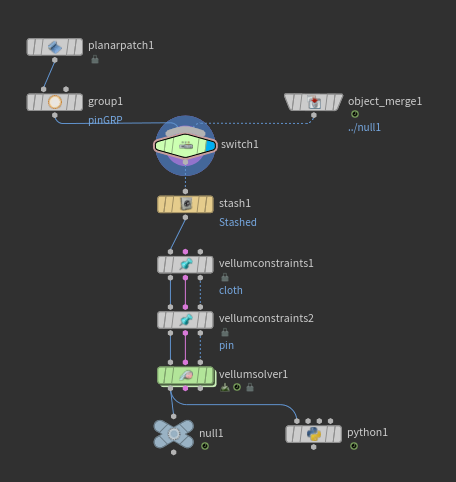 planarpatch1
group1
pinGRP
object_merge1
../null1
switch1
stash1
Stashed
vellumconstraints1
cloth
vellumconstraints2
pin
vellumsolver1
null1
python1